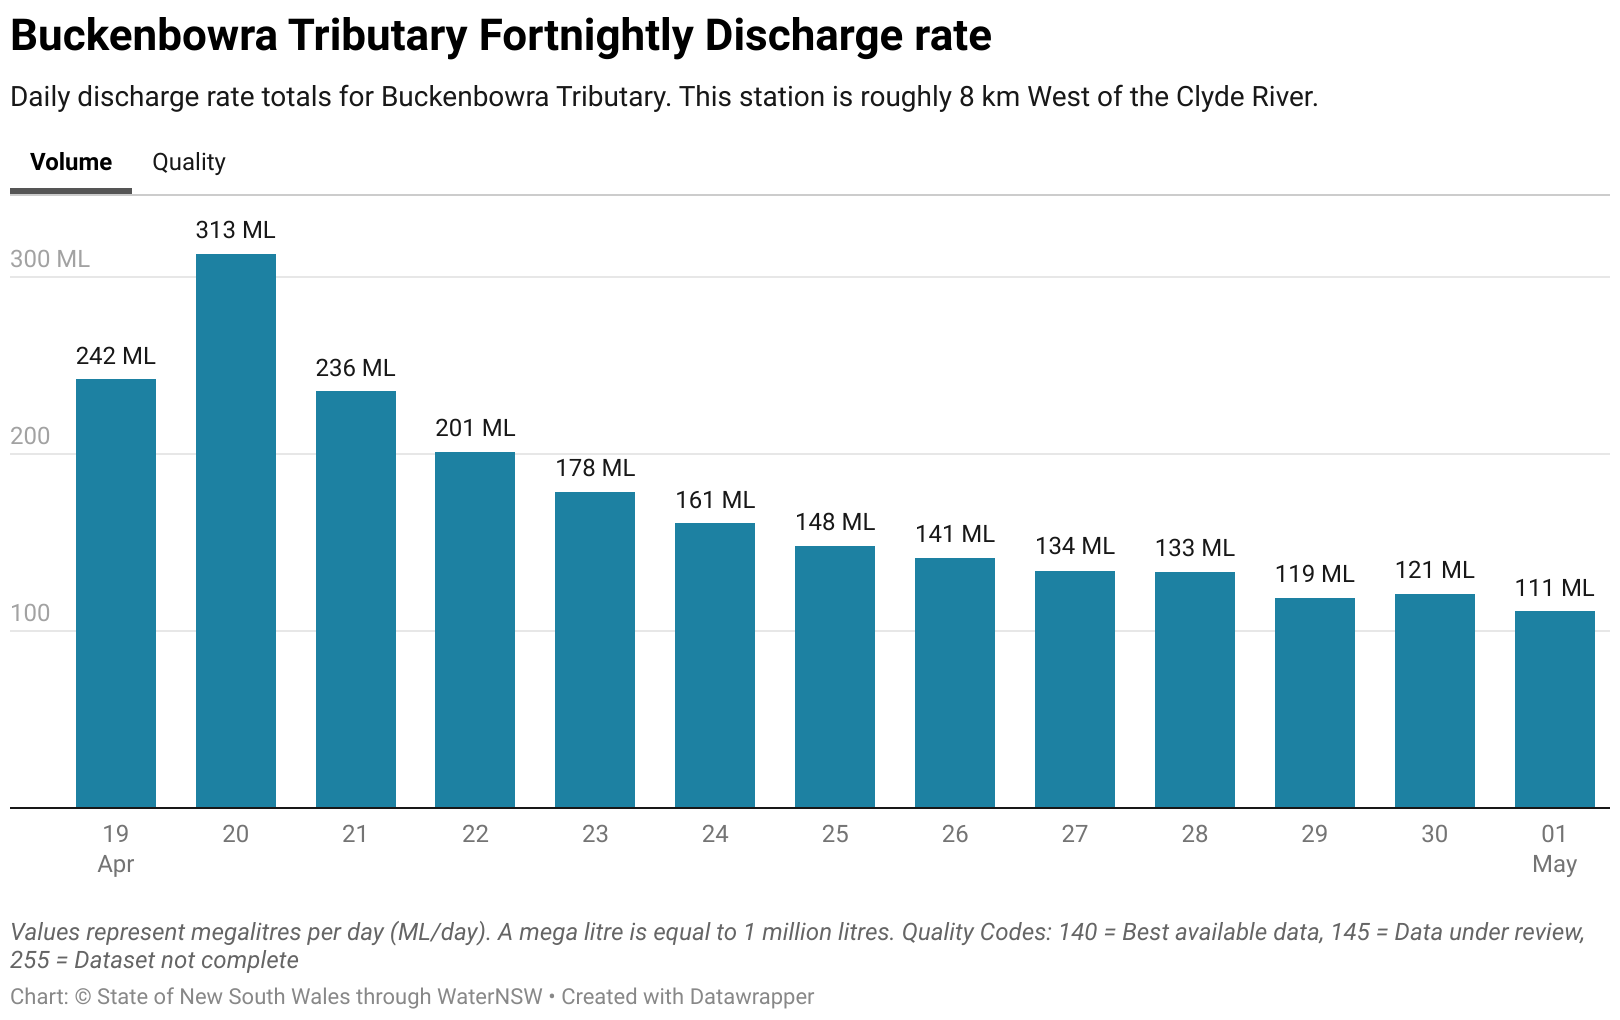 Buckenbowra Tributary Fortnightly Discharge rate
Daily discharge rate totals for Buckenbowra Tributary. This station is roughly 8 km West of the Clyde River.
Volume Quality
300 ML
200
100
242 ML
313 ML
236 ML
201 ML
178 ML
161 ML
148 ML
141 ML
134 ML
133 ML
119 ML
121 ML
111 ML
19 20 21 22 23 24 25 26 27 28 29 30 01
Apr May
Values represent megalitres per day (ML/day). A mega litre is equal to 1 million litres. Quality Codes: 140 = Best available data, 145 = Data under review,
255 = Dataset not complete
Chart: © State of New South Wales through WaterNSW • Created with Datawrapper